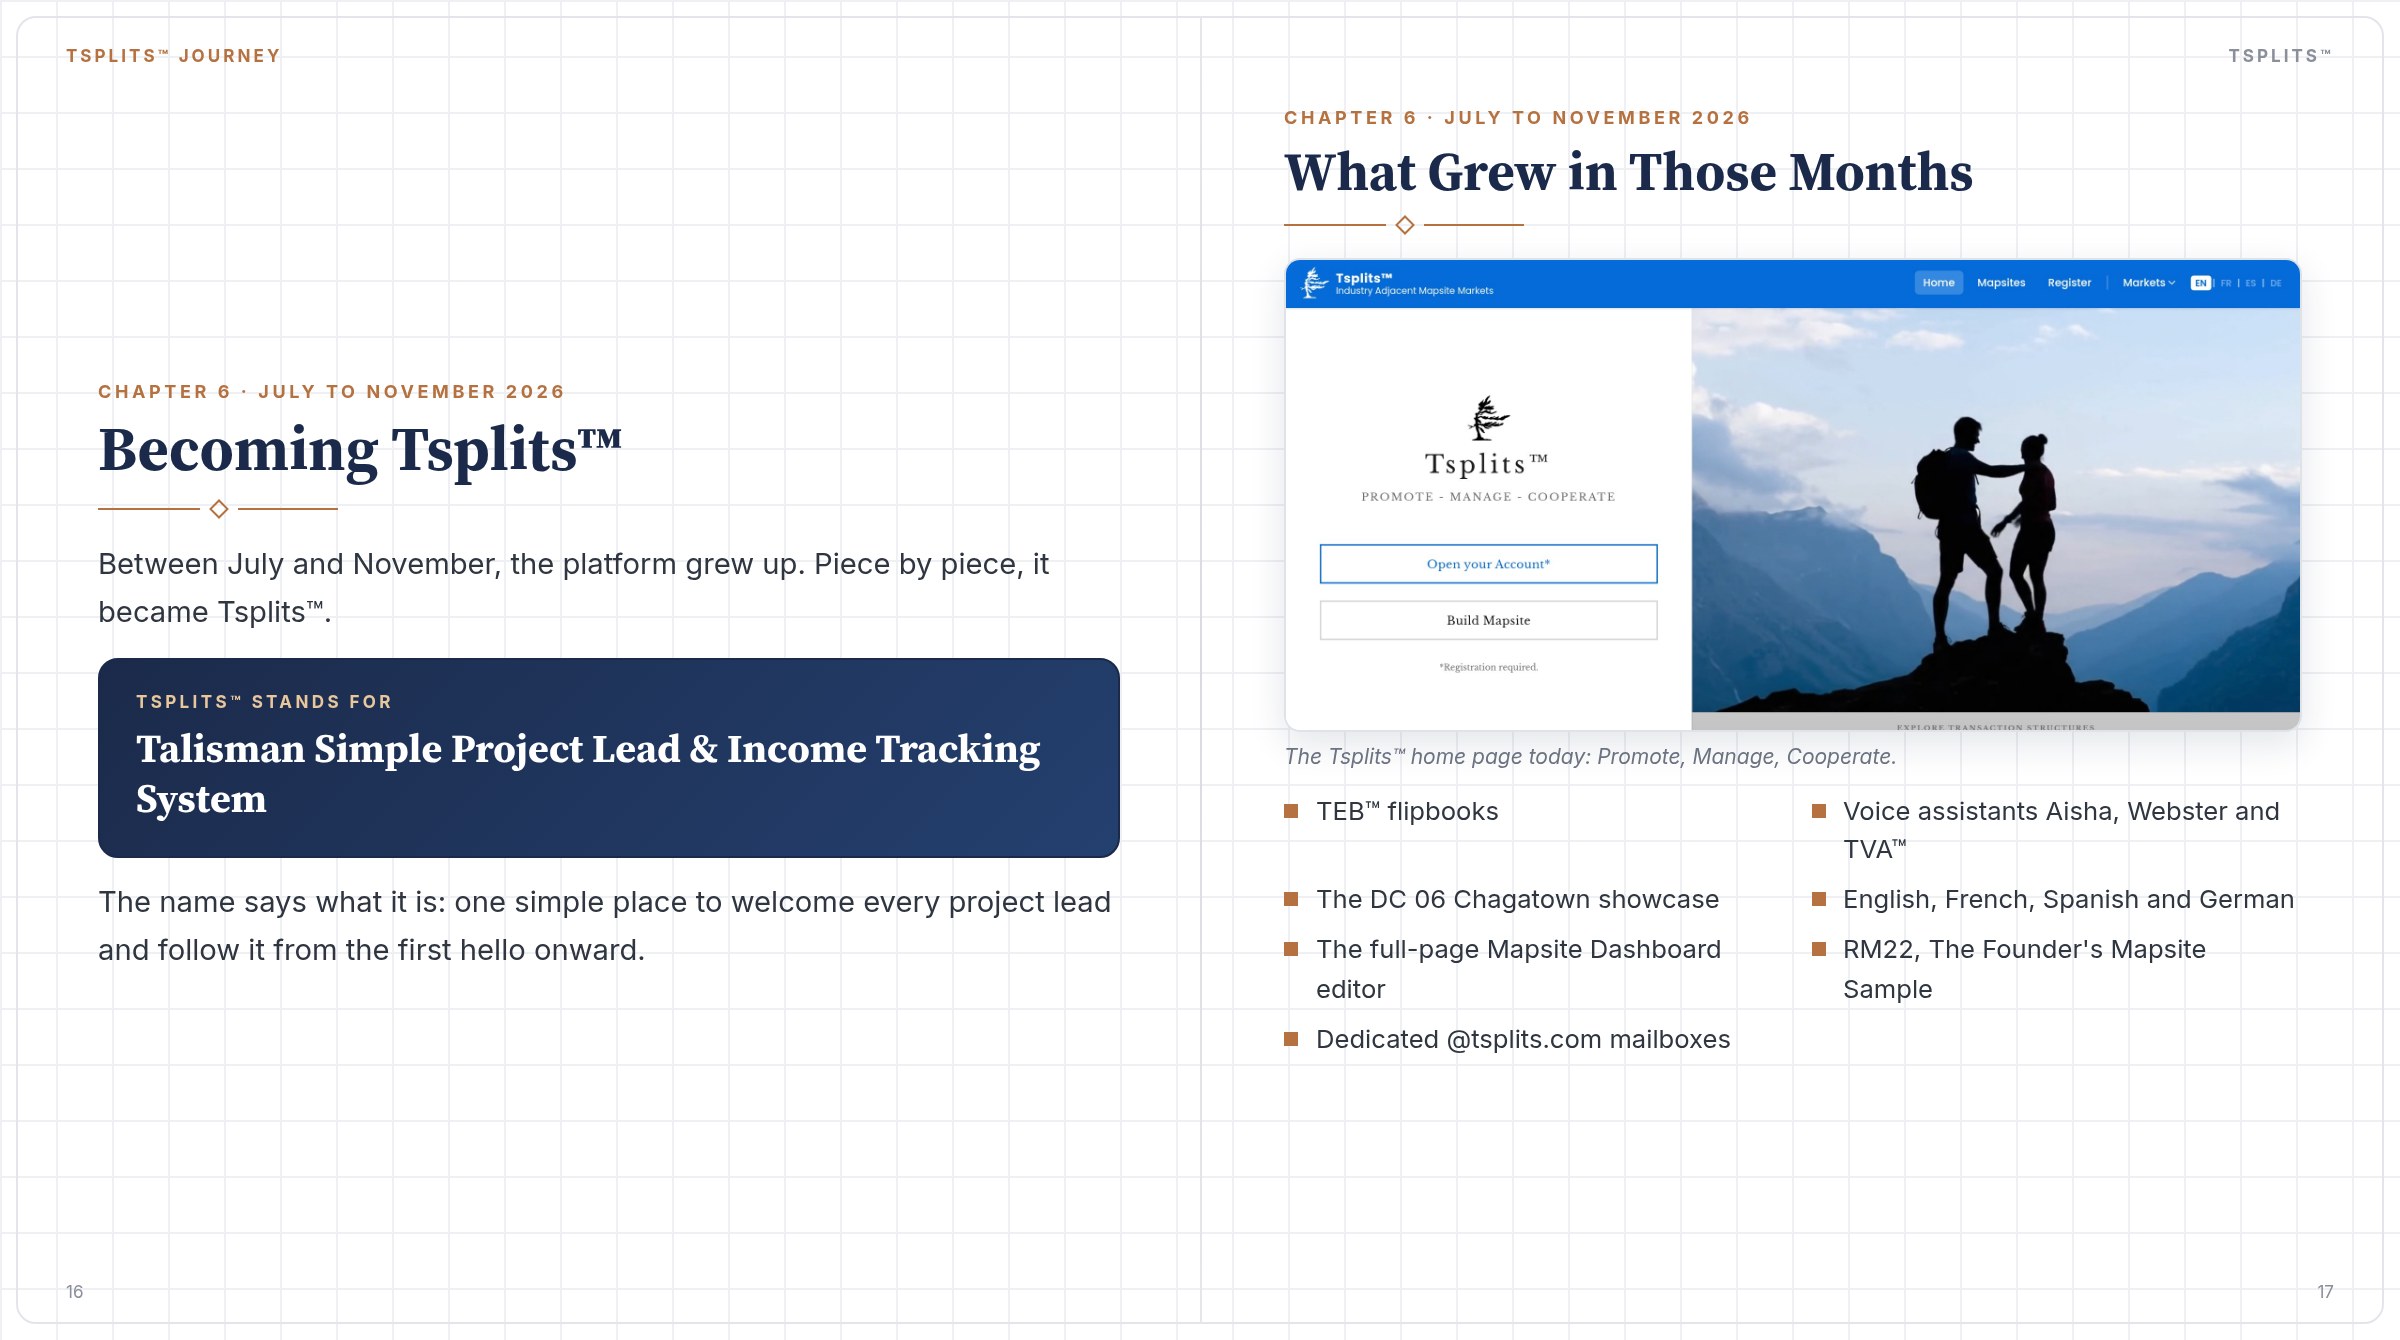 TSPLITS™ JOURNEY
CHAPTER 6 · JULY TO NOVEMBER 2026
Becoming Tsplits™
Between July and November, the platform grew up. Piece by piece, it
became Tsplits™.
TSPLITS™ STANDS FOR
Talisman Simple Project Lead & Income Tracking
System
The name says what it is: one simple place to welcome every project lead
and follow it from the first hello onward.
16
TSPLITS™
CHAPTER 6 · JULY TO NOVEMBER 2026
What Grew in Those Months
Tsplits™
Industry Adjacent Mapsite Markets
Home Mapsites Register | Markets EN | FR | ES | DE
Tsplits™
PROMOTE - MANAGE - COOPERATE
Open your Account*
Build Mapsite
*Registration required.
EXPLORE TRANSACTION STRUCTURES
The Tsplits™ home page today: Promote, Manage, Cooperate.
TEB™ flipbooks
Voice assistants Aisha, Webster and
TVA™
The DC 06 Chagatown showcase
English, French, Spanish and German
The full-page Mapsite Dashboard
editor
RM22, The Founder's Mapsite
Sample
Dedicated @tsplits.com mailboxes
17